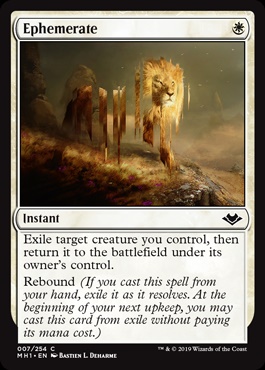 Ephemerate
Instant
Exile target creature you control, then
return it to the battlefield under its
owner's control.
Rebound (If you cast this spell from
your hand, exile it as it resolves. At the
beginning of your next upkeep, you may
cast this card from exile without paying
its mana cost.)
007/254 C
MH1 • EN Bastien L. Deharme
™ & © 2019 Wizards of the Coast